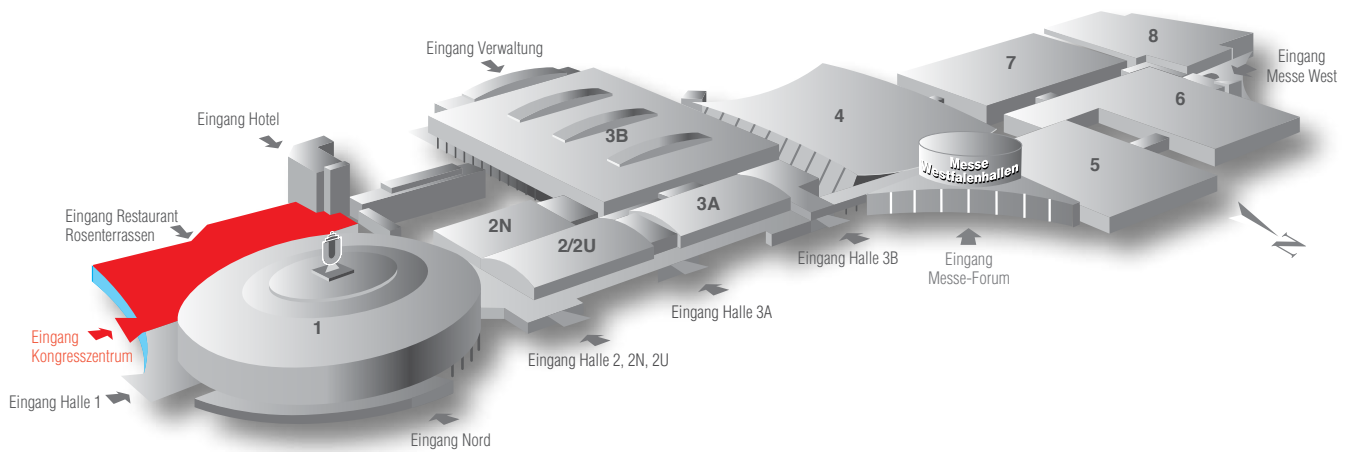 Eingang Verwaltung
Eingang Hotel
Eingang Restaurant
Rosenterrassen
Eingang
Kongresszentrum
Eingang Halle 1
1
Eingang Nord
2N
2/2U
Eingang Halle 2, 2N, 2U
3B
3A
Eingang Halle 3A
Eingang Halle 3B
4
Messe
Westfalenhallen
Eingang
Messe-Forum
5
6
7
8
Eingang
Messe West
N